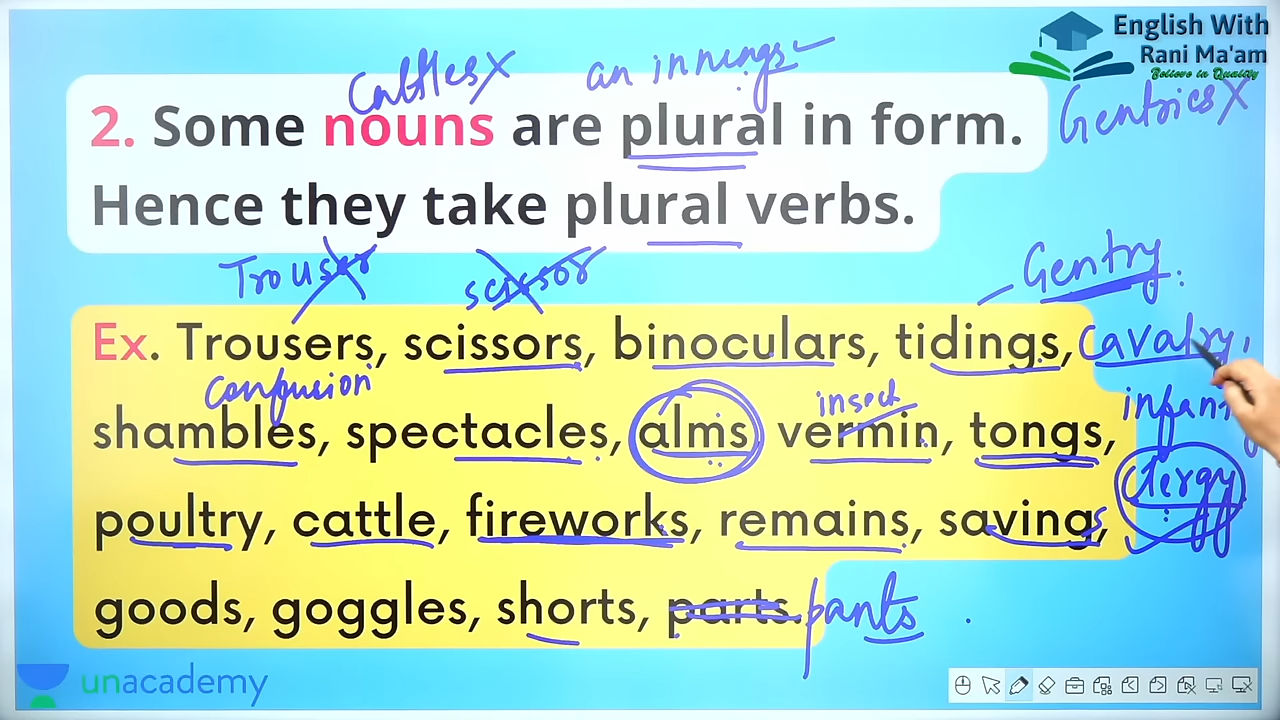 English With
Rani Ma'am
Believe in Quality
Cattles X an innings
Gentries X
2. Some nouns are plural in form.
Hence they take plural verbs.
Gentry
Trouser scissor
Ex. Trousers, scissors, binoculars, tidings, cavalry,
confusion insect infantry
shambles, spectacles, alms, vermin, tongs,
clergy
poultry, cattle, fireworks, remains, savings,
goods, goggles, shorts, parts. pants
unacademy